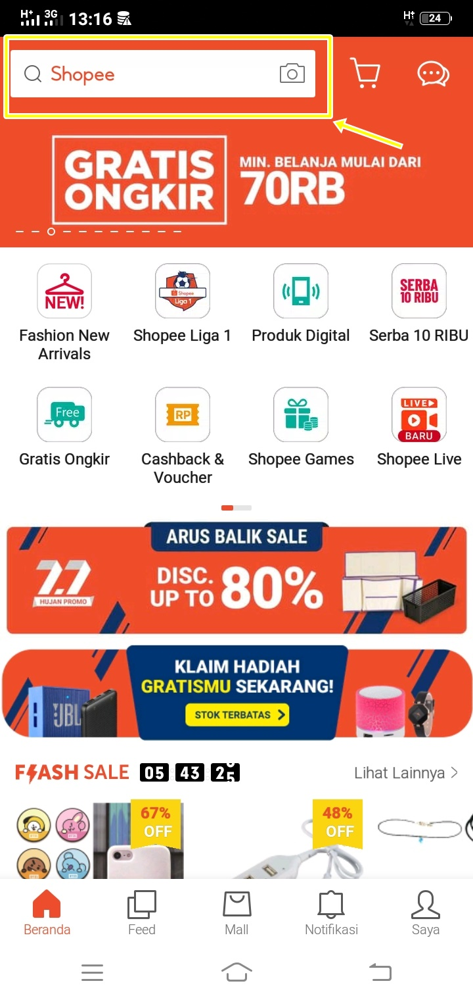 H+ 3G 13:16 H+ 24
Shopee
GRATIS
ONGKIR
MIN. BELANJA MULAI DARI
70RB
NEW!
Shopee
Liga 1
SERBA
10 RIBU
Fashion New
Arrivals
Shopee Liga 1
Produk Digital
Serba 10 RIBU
Free
RP
LIVE
BARU
Gratis Ongkir
Cashback &
Voucher
Shopee Games
Shopee Live
ARUS BALIK SALE
7.7
HUJAN PROMO
DISC.
UP TO
80%
KLAIM HADIAH
GRATISMU SEKARANG!
STOK TERBATAS
JBL
FLASH SALE 05 43 25 Lihat Lainnya
67%
OFF
48%
OFF
Beranda Feed Mall Notifikasi Saya